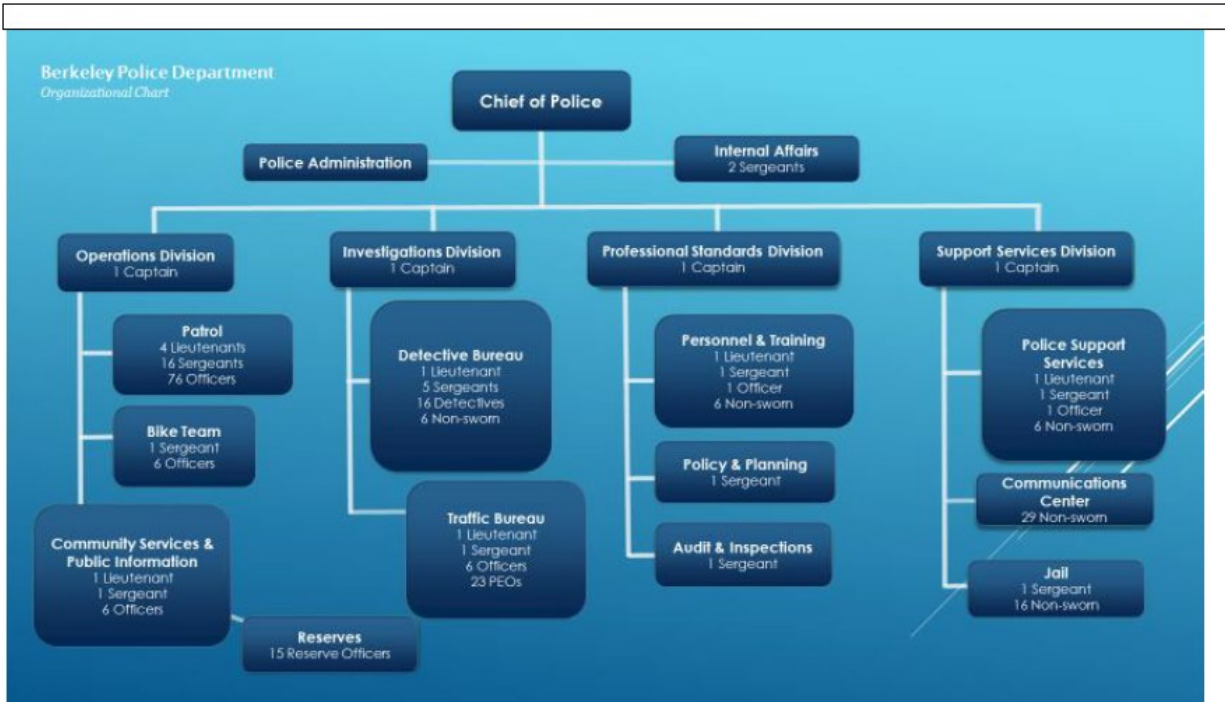 Berkeley Police Department
Organizational Chart
Chief of Police
Police Administration
Internal Affairs
2 Sergeants
Operations Division
1 Captain
Investigations Division
1 Captain
Professional Standards Division
1 Captain
Support Services Division
1 Captain
Patrol
4 Lieutenants
16 Sergeants
76 Officers
Bike Team
1 Sergeant
6 Officers
Community Services &
Public Information
1 Lieutenant
1 Sergeant
6 Officers
Reserves
15 Reserve Officers
Detective Bureau
1 Lieutenant
5 Sergeants
16 Detectives
6 Non-sworn
Traffic Bureau
1 Lieutenant
1 Sergeant
6 Officers
23 PEOs
Personnel & Training
1 Lieutenant
1 Sergeant
1 Officer
6 Non-sworn
Policy & Planning
1 Sergeant
Audit & Inspections
1 Sergeant
Police Support
Services
1 Lieutenant
1 Sergeant
1 Officer
6 Non-sworn
Communications
Center
29 Non-sworn
Jail
1 Sergeant
16 Non-sworn